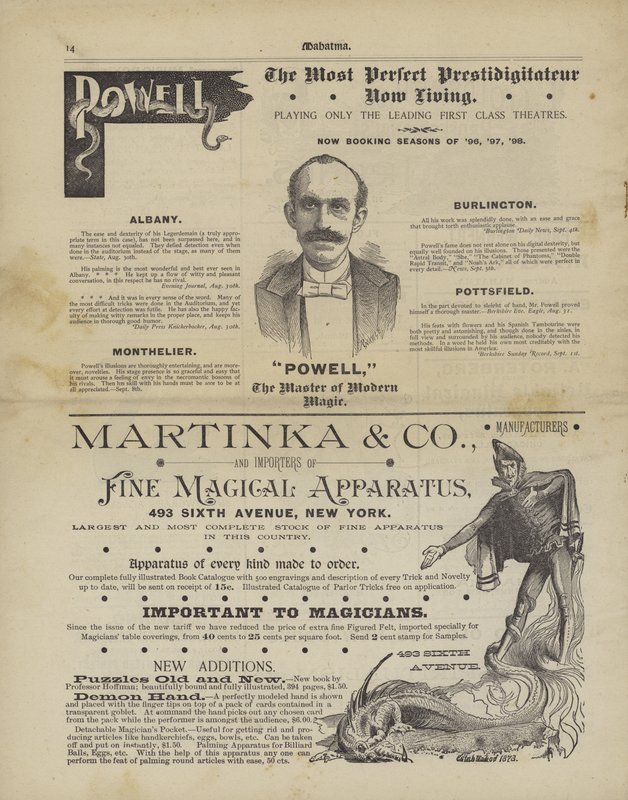 14
Mahatma.
POWELL
The Most Perfect Prestidigitateur
Now Living.
PLAYING ONLY THE LEADING FIRST CLASS THEATRES.
NOW BOOKING SEASONS OF '96, '97, '98.
ALBANY.
The ease and dexterity of his Legerdemain (a truly appro-
priate term in this case), has not been surpassed here, and in
many instances not equaled. They defied detection even when
done in the auditorium instead of the stage, as many of them
were.—State, Aug. 30th.
His palming is the most wonderful and best ever seen in
Albany. * * * * He kept up a flow of witty and pleasant
conversation, in this respect he has no rival.
Evening Journal, Aug. 30th.
* * * And it was in every sense of the word. Many of
the most difficult tricks were done in the Auditorium, and yet
every effort at detection was futile. He has also the happy fac-
ulty of making witty remarks in the proper place, and keeps his
audience in thorough good humor.
Daily Press Knickerbocker, Aug. 30th.
MONTHELIER.
Powell's illusions are thoroughly entertaining, and are more-
over, novelties. His stage presence is so graceful and easy that
it must arouse a feeling of envy in the necromantic bosoms of
his rivals. Then his skill with his hands must be seen to be at
all appreciated.—Sept. 8th.
BURLINGTON.
All his work was splendidly done, with an ease and grace
that brought forth enthusiastic applause.
Burlington Daily News, Sept. 4th.
Powell's fame does not rest alone on his digital dexterity, but
equally well founded on his illusions. Those presented were the
"Astral Body," "She," "The Cabinet of Phantoms," "Double
Rapid Transit," and "Noah's Ark," all of which were perfect in
every detail.—News, Sept. 5th.
POTTSFIELD.
In the part devoted to sleight of hand, Mr. Powell proved
himself a thorough master.—Berkshire Eve. Eagle, Aug. 31.
His feats with flowers and his Spanish Tambourine were
both pretty and astonishing, and though done in the aisles, in
full view and surrounded by his audience, nobody detected his
methods. In a word he held his own most creditably with the
most skilful illusions in America.
Berkshire Sunday Record, Sept. 1st.
"POWELL,"
The Master of Modern
Magic.
MARTINKA & CO.,
MANUFACTURERS
AND IMPORTERS OF
FINE MAGICAL APPARATUS,
493 SIXTH AVENUE, NEW YORK.
LARGEST AND MOST COMPLETE STOCK OF FINE APPARATUS
IN THIS COUNTRY.
Apparatus of every kind made to order.
Our complete fully illustrated Book Catalogue with 500 engravings and description of every Trick and Novelty
up to date, will be sent on receipt of 15c. Illustrated Catalogue of Parlor Tricks free on application.
IMPORTANT TO MAGICIANS.
Since the issue of the new tariff we have reduced the price of extra fine Figured Felt, imported specially for
Magicians' table coverings, from 40 cents to 25 cents per square foot. Send 2 cent stamp for Samples.
493 SIXTH
AVENUE.
NEW ADDITIONS.
Puzzles Old and New.—New book by
Professor Hoffman; beautifully bound and fully illustrated, 394 pages, $1.50.
Demon Hand.—A perfectly modeled hand is shown
and placed with the finger tips on top of a pack of cards contained in a
transparent goblet. At command the hand picks out any chosen card
from the pack while the performer is amongst the audience, $6.00.
Detachable Magician's Pocket.—Useful for getting rid and pro-
ducing articles like handkerchiefs, eggs, bowls, etc. Can be taken
off and put on instantly, $1.50. Palming Apparatus for Billiard
Balls, Eggs, etc. With the help of this apparatus any one can
perform the feat of palming round articles with ease, 50 cts.
1873.